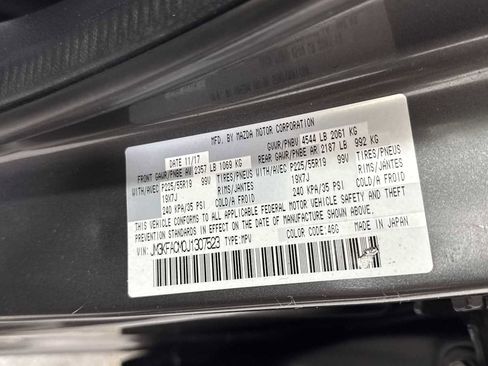 MFD. BY MAZDA MOTOR CORPORATION
DATE 11/17 GVWR/PNBV 4544 LB 2061 KG
FRONT GAWR/PNBE AV 2357 LB 1069 KG REAR GAWR/PNBE AR 2187 LB 992 KG
WITH/AVEC P225/55R19 99V TIRES/PNEUS WITH/AVEC P225/55R19 99V TIRES/PNEUS
19X7J RIMS/JANTES 19X7J RIMS/JANTES
240 KPA/35 PSI COLD/A FROID 240 KPA/35 PSI COLD/A FROID
THIS VEHICLE CONFORMS TO ALL APPLICABLE FEDERAL MOTOR VEHICLE SAFETY, BUMPER, AND THEFT
PREVENTION STANDARDS IN EFFECT ON THE DATE OF MANUFACTURE SHOWN ABOVE.
VIN: JM3KFACM0J1307523 TYPE: MPV COLOR CODE: 46G MADE IN JAPAN